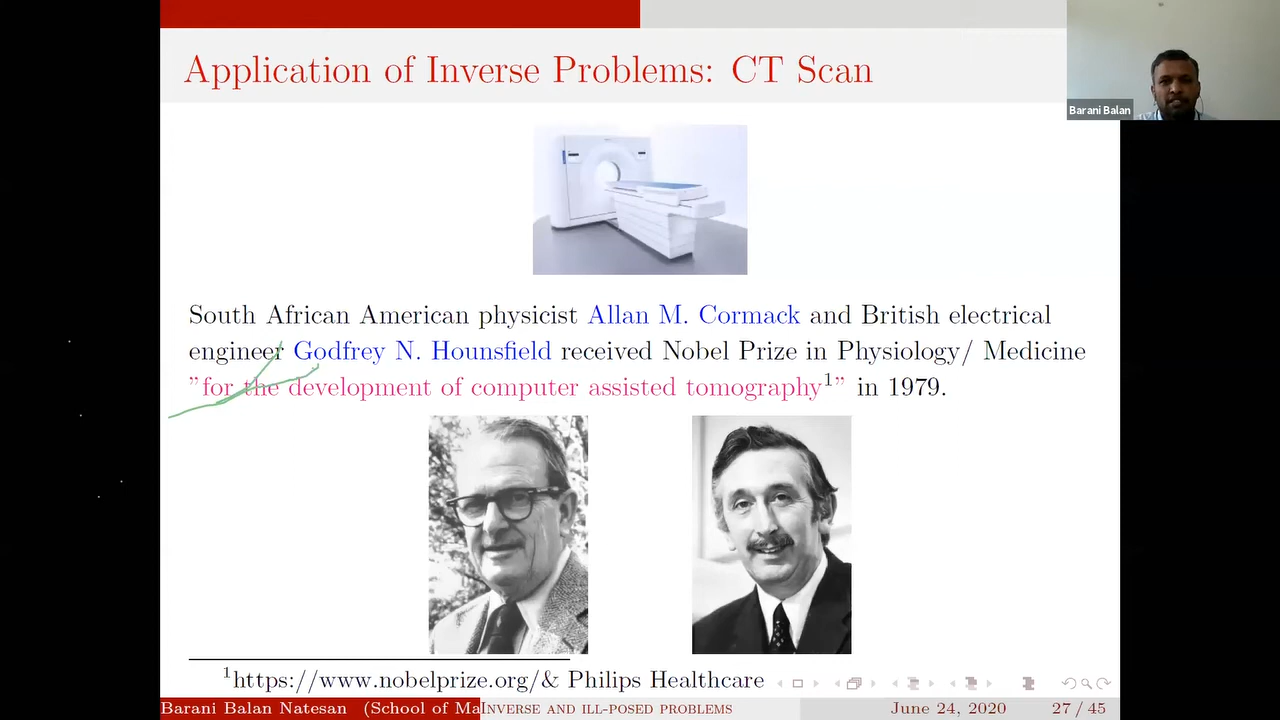 Application of Inverse Problems: CT Scan
Barani Balan
South African American physicist Allan M. Cormack and British electrical
engineer Godfrey N. Hounsfield received Nobel Prize in Physiology/ Medicine
"for the development of computer assisted tomography1" in 1979.
1https://www.nobelprize.org/& Philips Healthcare
Barani Balan Natesan (School of Ma
Inverse and ill-posed problems
June 24, 2020
27 / 45